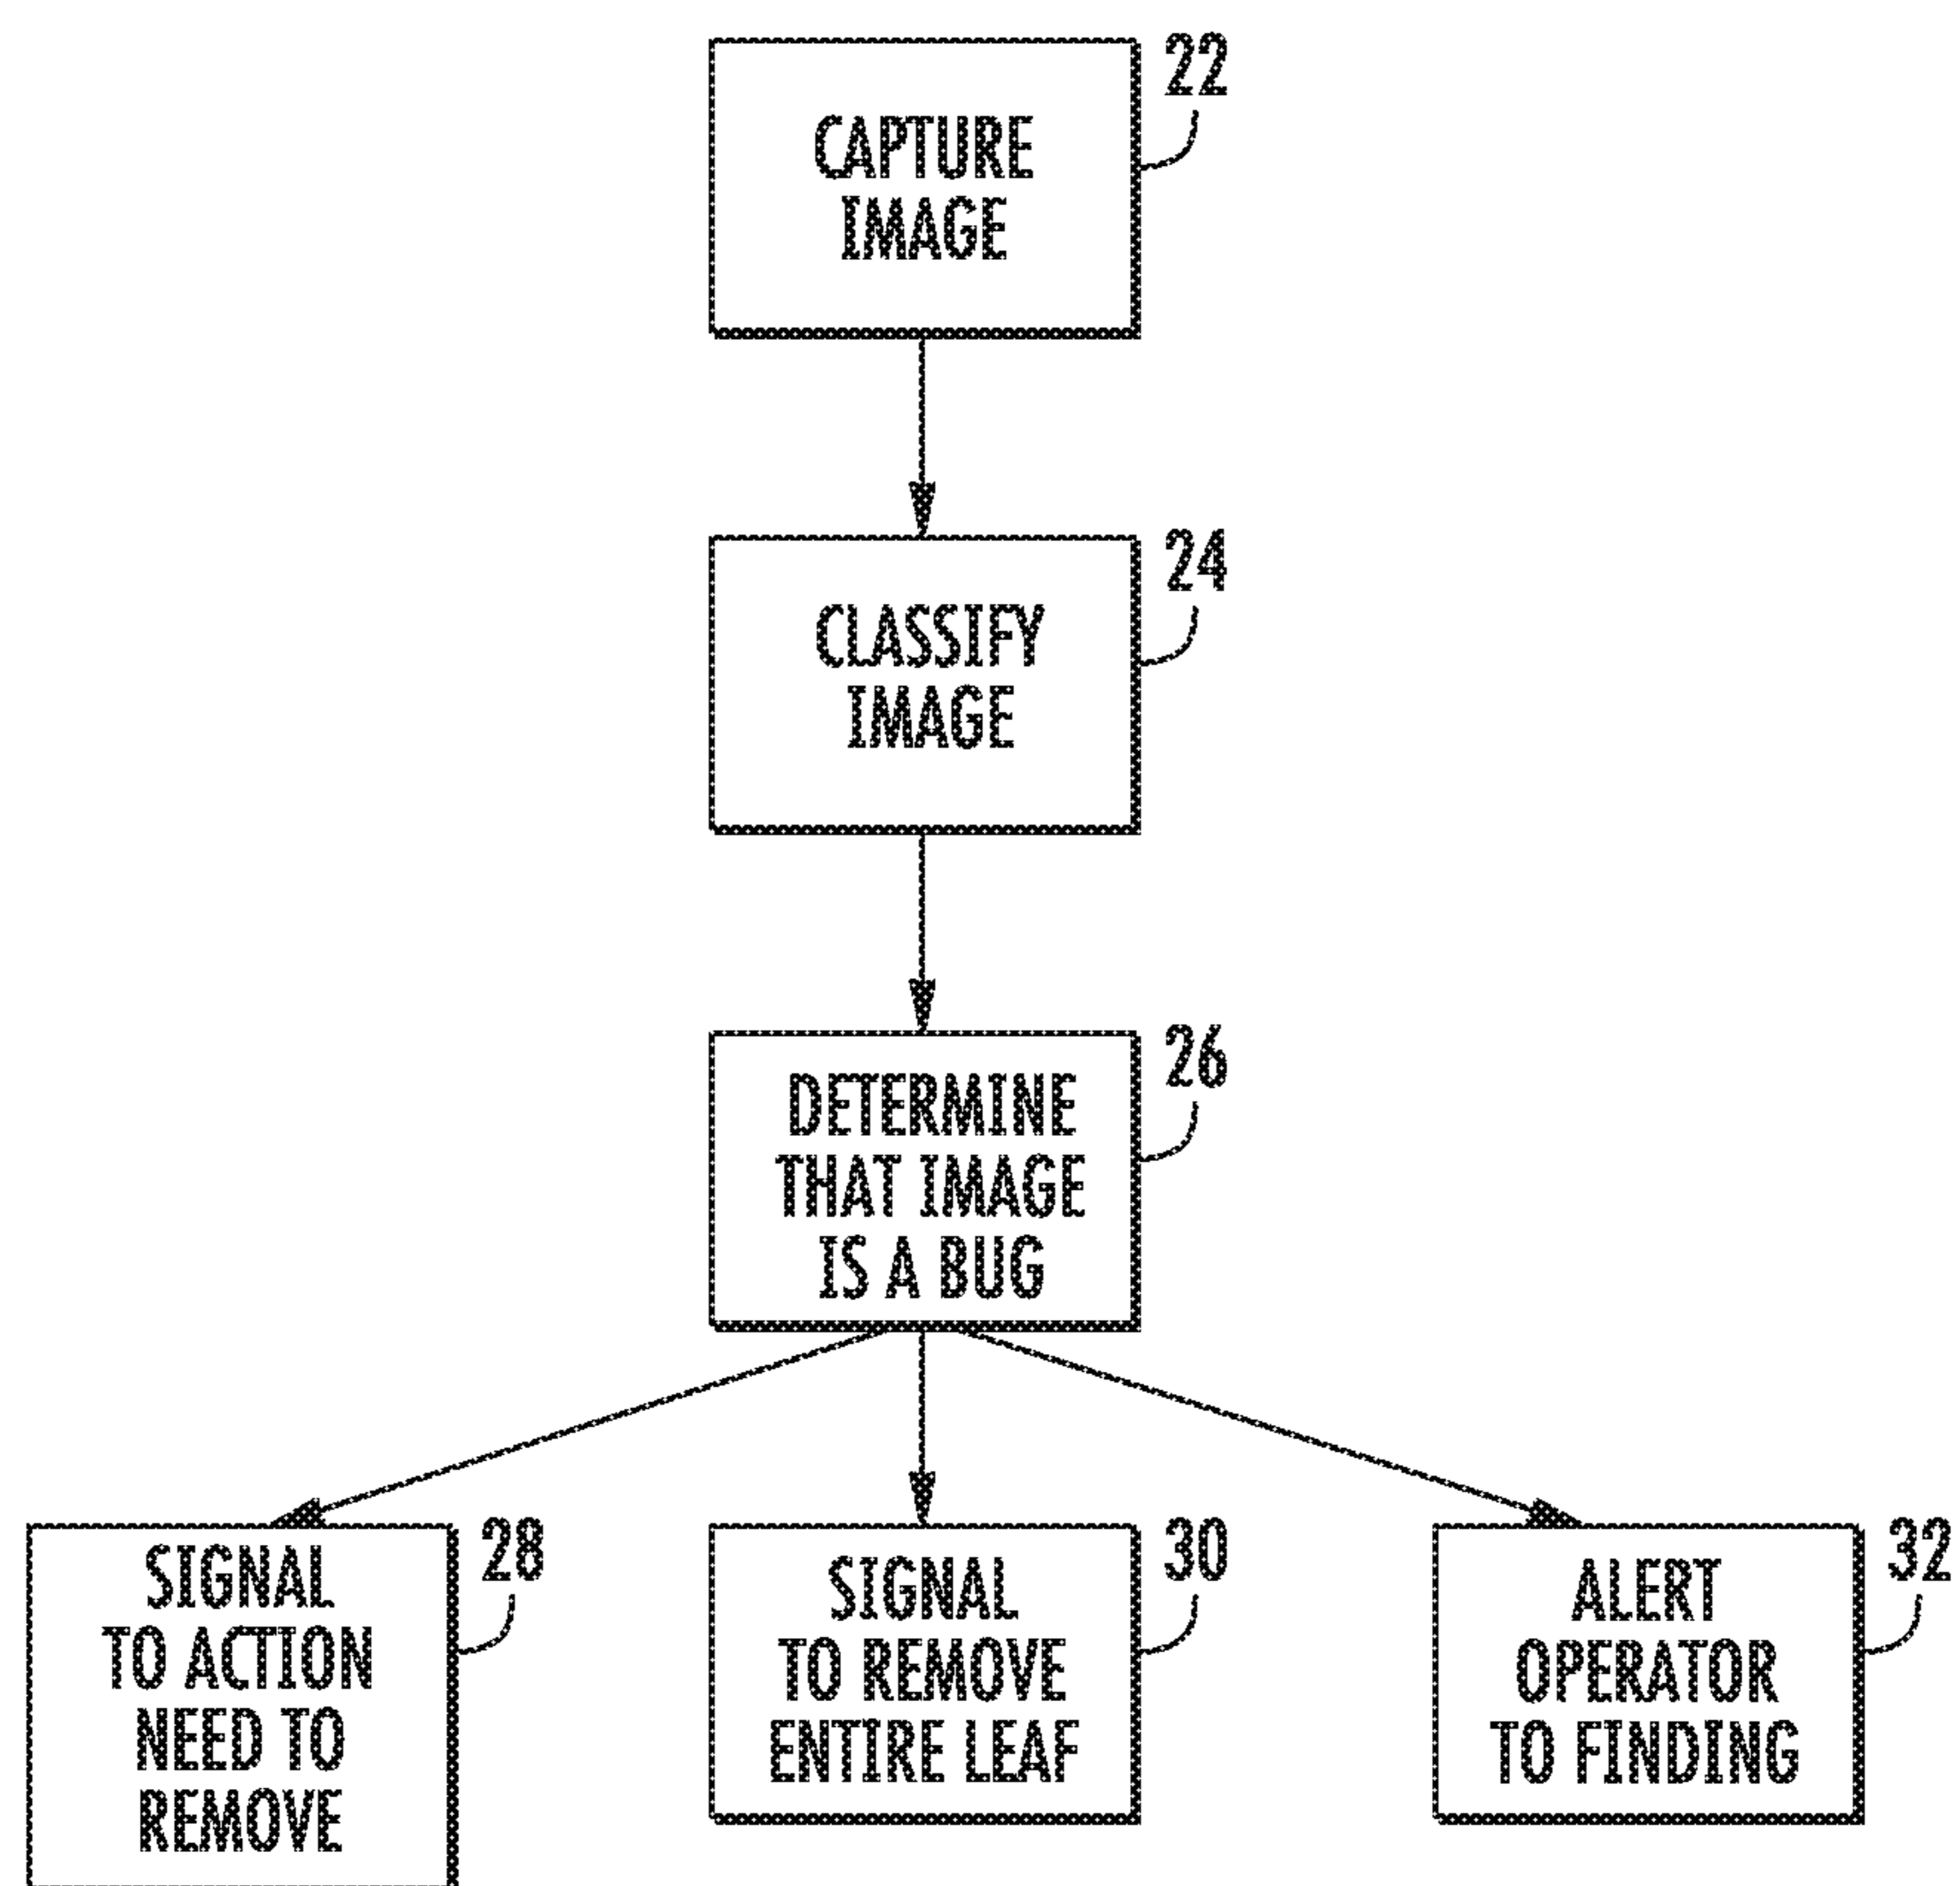 22
CAPTURE
IMAGE
24
CLASSIFY
IMAGE
26
DETERMINE
THAT IMAGE
IS A BUG
28
SIGNAL
TO ACTION
NEED TO
REMOVE
30
SIGNAL
TO REMOVE
ENTIRE LEAF
32
ALERT
OPERATOR
TO FINDING